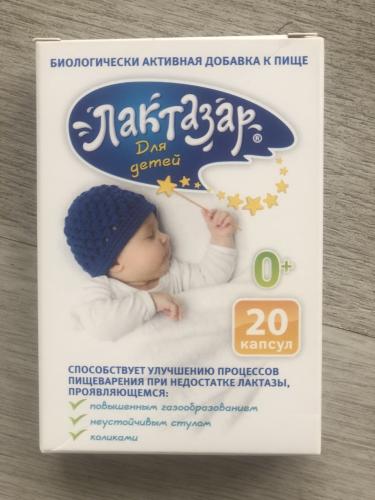 БИОЛОГИЧЕСКИ АКТИВНАЯ ДОБАВКА К ПИЩЕ
Лактазар®
Для
детей
0+
20
капсул
СПОСОБСТВУЕТ УЛУЧШЕНИЮ ПРОЦЕССОВ
ПИЩЕВАРЕНИЯ ПРИ НЕДОСТАТКЕ ЛАКТАЗЫ,
ПРОЯВЛЯЮЩЕМСЯ:
повышенным газообразованием
неустойчивым стулом
коликами